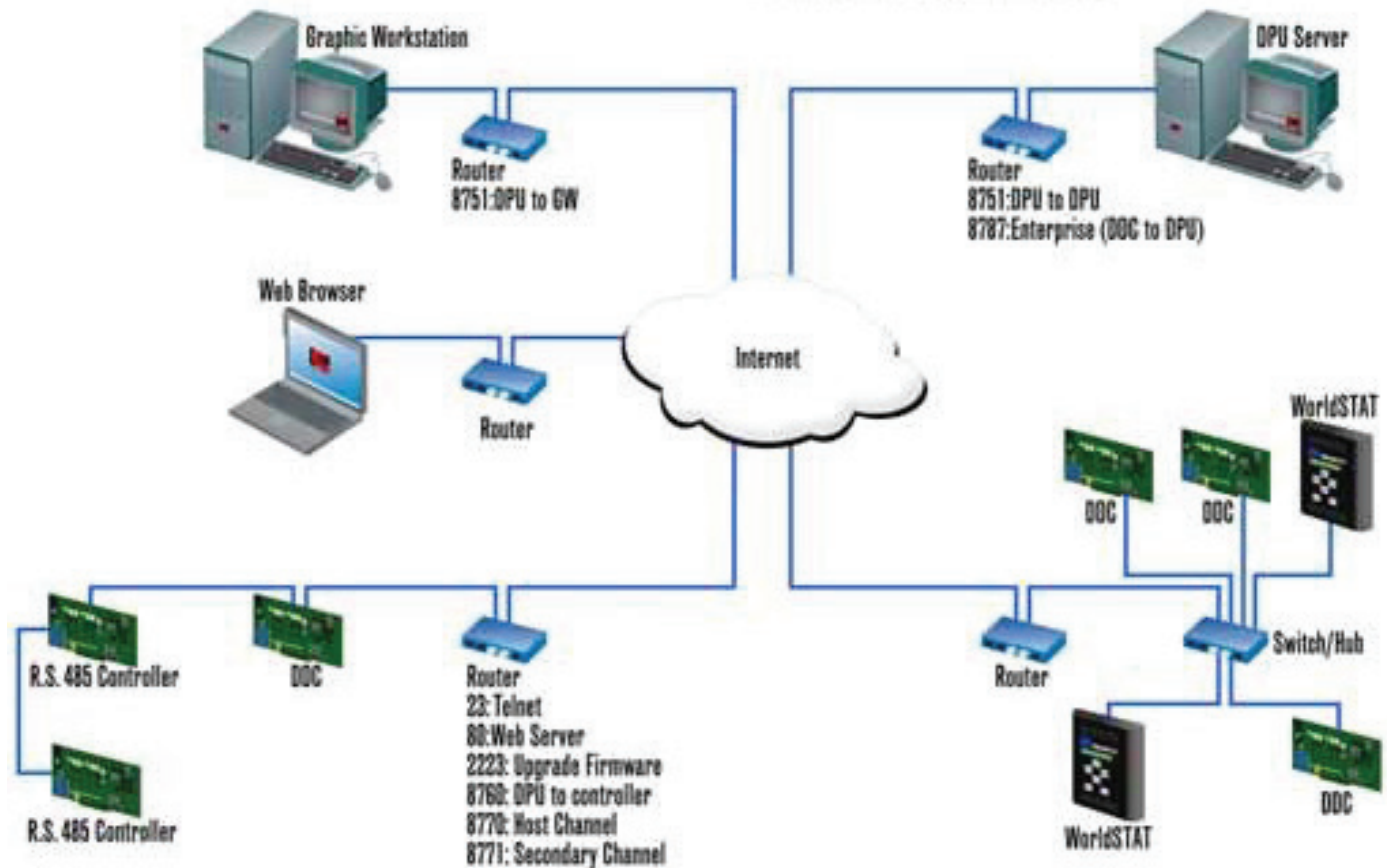 Graphic Workstation
DPU Server
Router
8751:DPU to GW
Router
8751:DPU to DPU
8787:Enterprise (DDC to DPU)
Web Browser
Internet
Router
WorldSTAT
DDC
DDC
R.S. 485 Controller
DDC
Router
23: Telnet
80:Web Server
2223: Upgrade Firmware
8760: DPU to controller
8770: Host Channel
8771: Secondary Channel
Router
Switch/Hub
R.S. 485 Controller
WorldSTAT
DDC